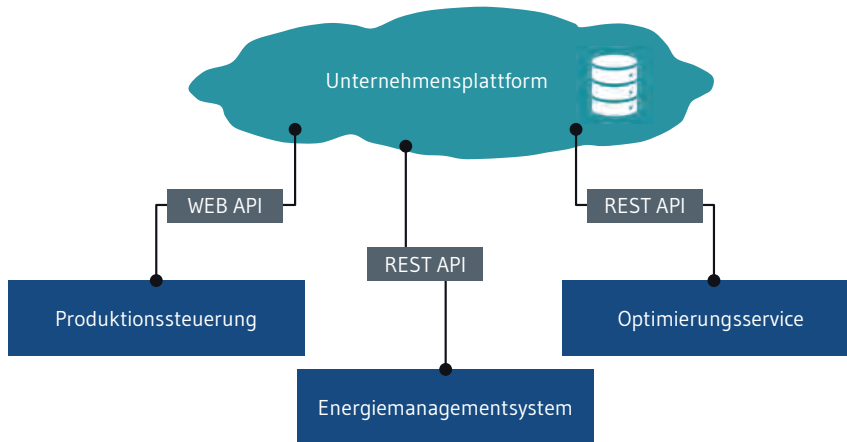 Unternehmensplattform
WEB API
REST API
REST API
Produktionssteuerung
Optimierungsservice
Energiemanagementsystem